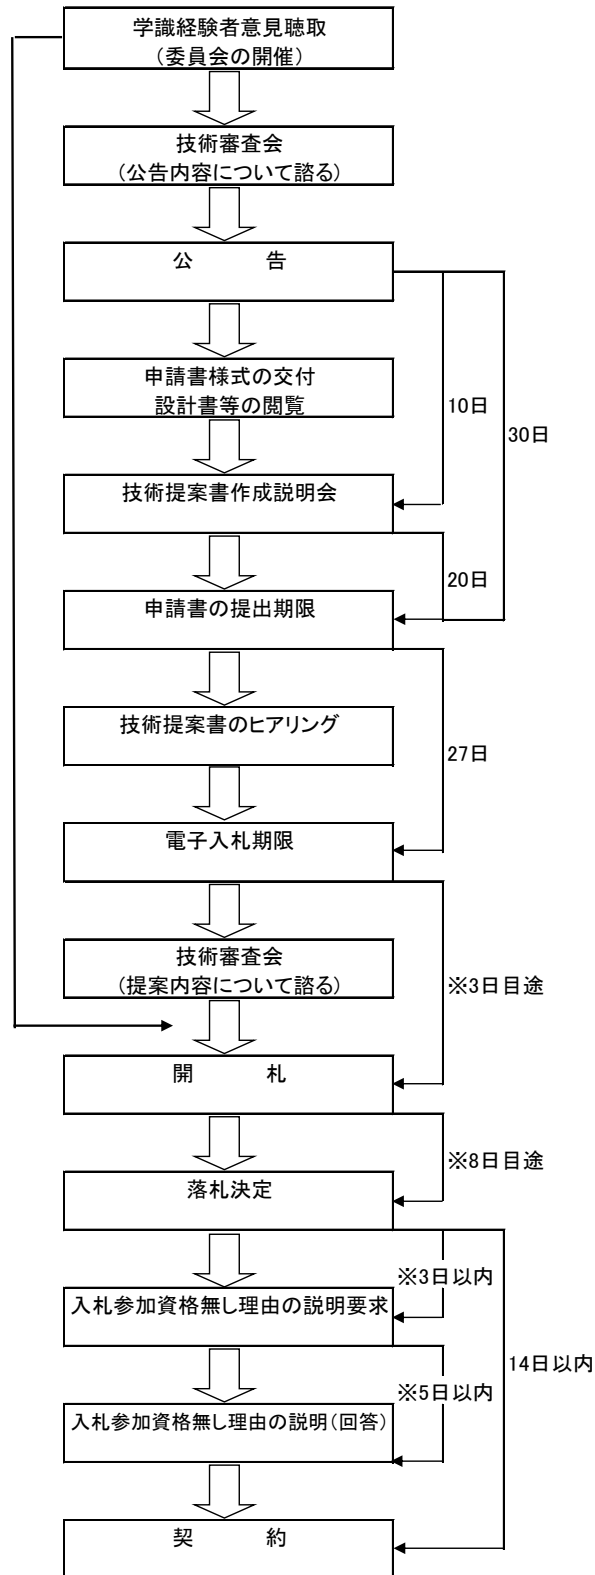 学識経験者意見聴取
（委員会の開催）
技術審査会
（公告内容について諮る）
公　　　告
申請書様式の交付
設計書等の閲覧
10日
30日
技術提案書作成説明会
20日
申請書の提出期限
技術提案書のヒアリング
27日
電子入札期限
技術審査会
（提案内容について諮る）
※3日目途
開　　　札
※8日目途
落札決定
※3日以内
入札参加資格無し理由の説明要求
14日以内
※5日以内
入札参加資格無し理由の説明（回答）
契　　　約